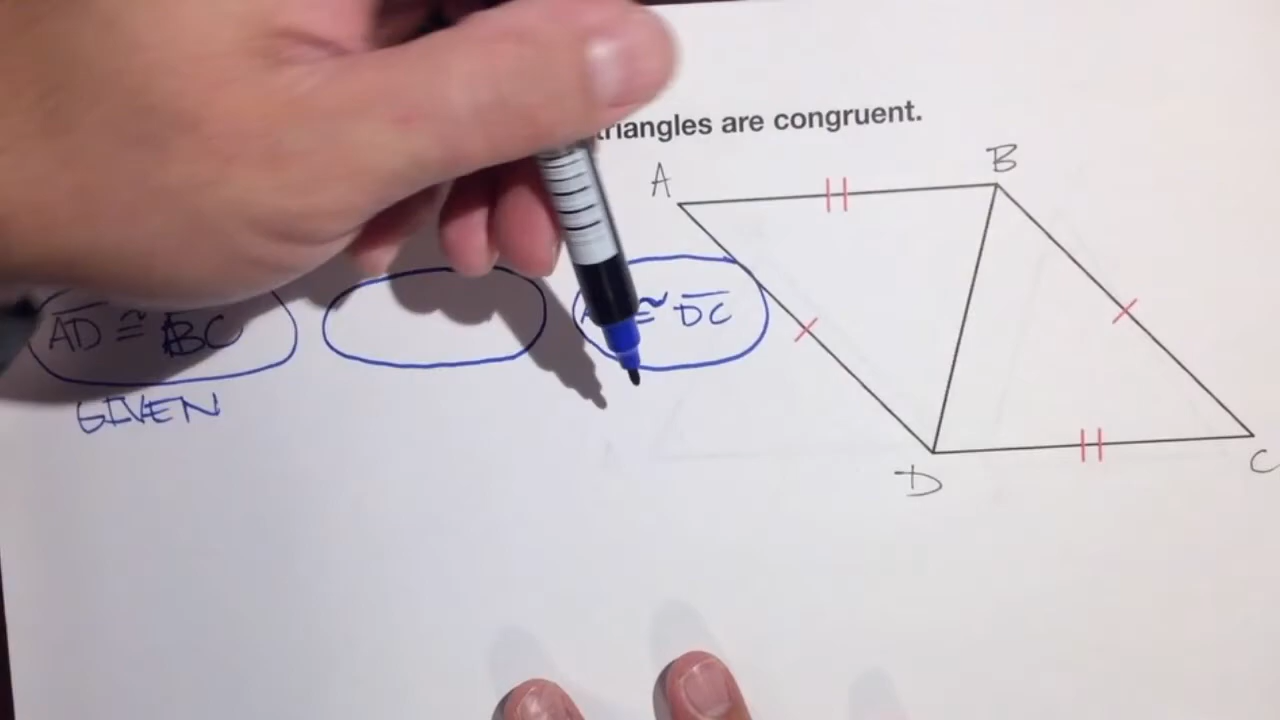 triangles are congruent.
A
B
AD ≅ BC
≅ DC
GIVEN
D
C